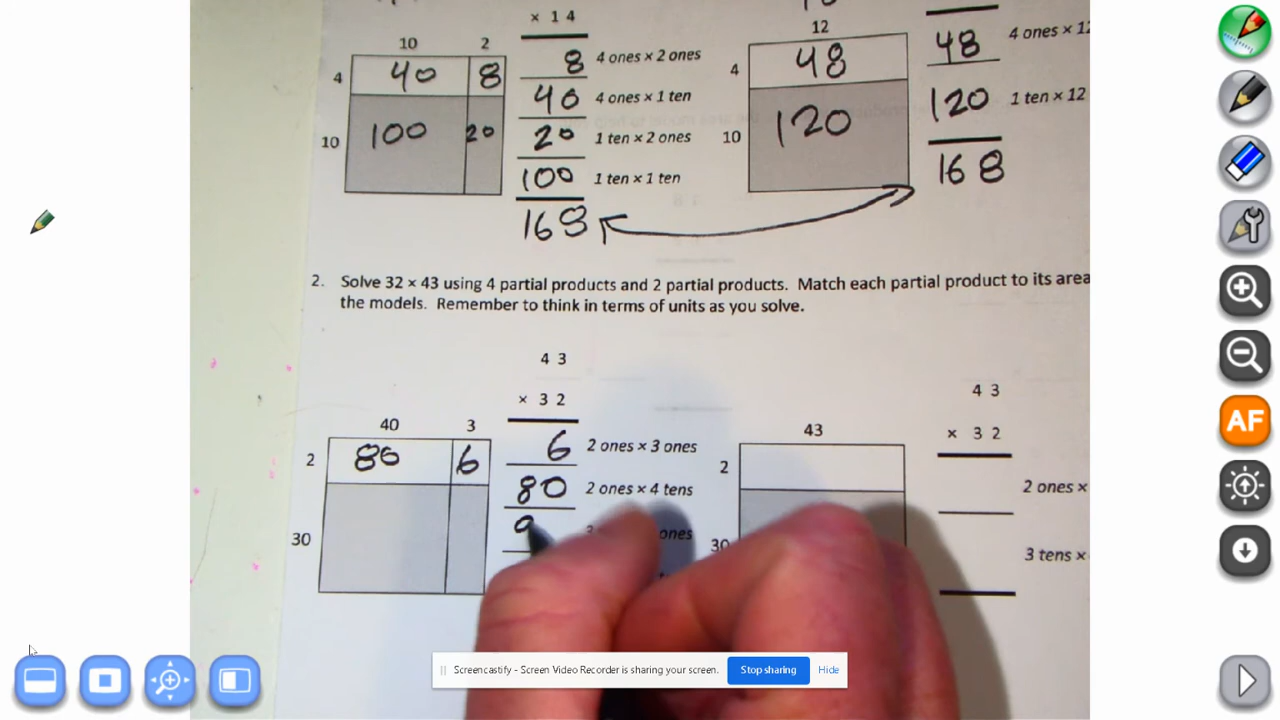 × 1 4
10 2
4 40 8
8 4 ones × 2 ones
40 4 ones × 1 ten
10 100 20
20 1 ten × 2 ones
100 1 ten × 1 ten
168
12
4 48
48 4 ones × 12
10 120
120 1 ten × 12
168
2. Solve 32 × 43 using 4 partial products and 2 partial products. Match each partial product to its area
the models. Remember to think in terms of units as you solve.
4 3
× 3 2
40 3
2 80 6
6 2 ones × 3 ones
80 2 ones × 4 tens
30
9 ones
43
2
30
4 3
× 3 2
2 ones ×
3 tens ×
AF
Screencastify - Screen Video Recorder is sharing your screen. Stop sharing Hide